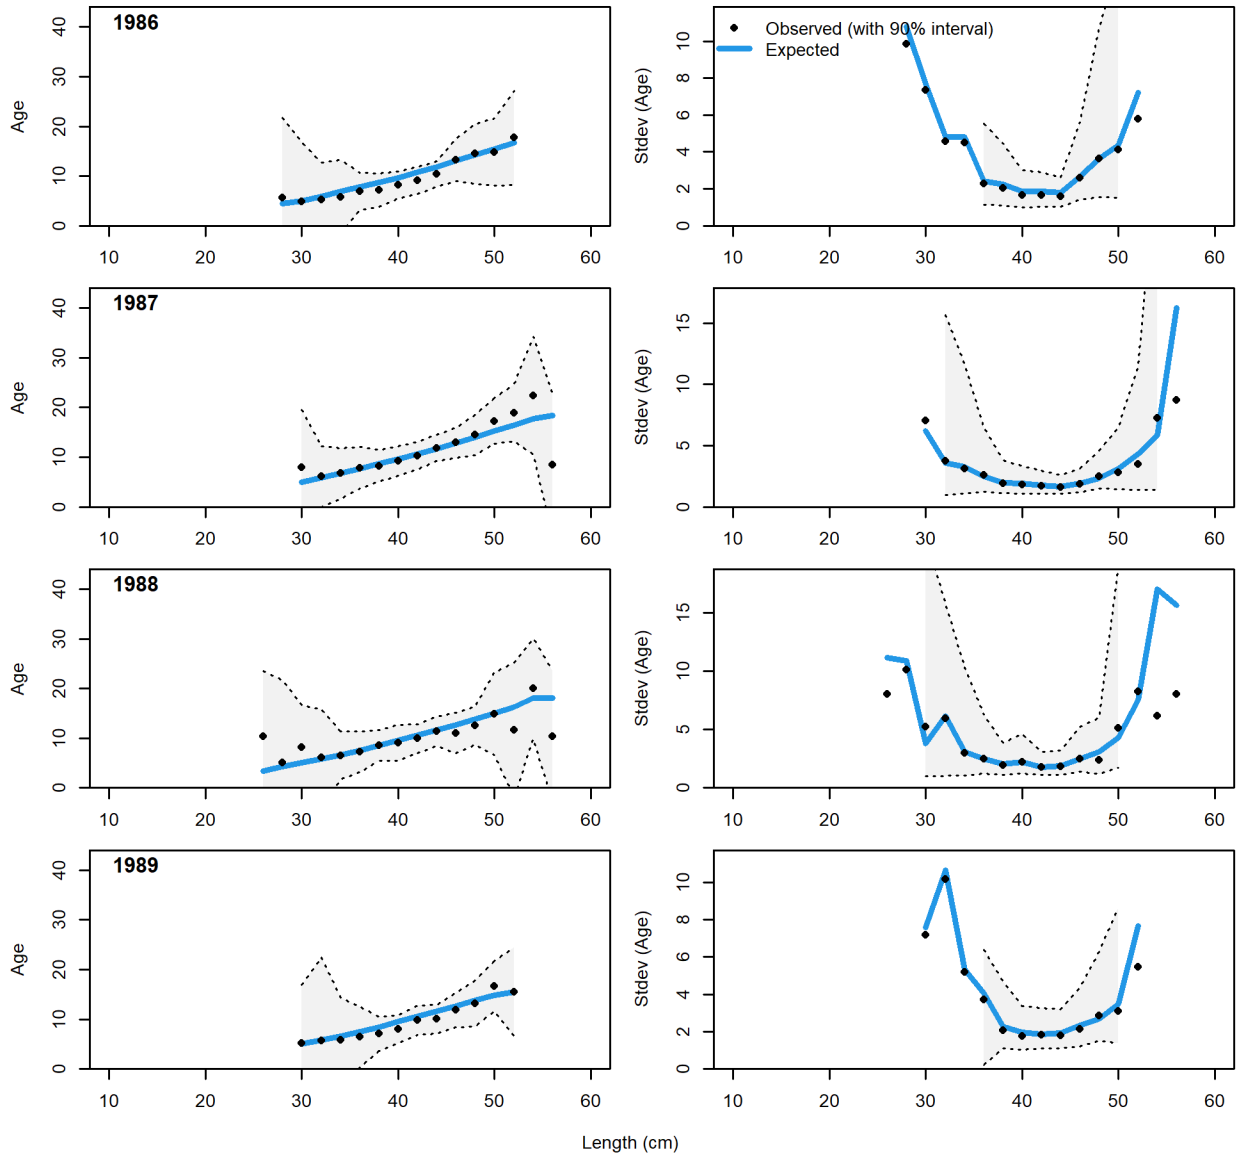 1986
Age
0 10 20 30 40
10 20 30 40 50 60
Observed (with 90% interval)
Expected
Stdev (Age)
0 2 4 6 8 10
10 20 30 40 50 60
1987
Age
0 10 20 30 40
10 20 30 40 50 60
Stdev (Age)
0 5 10 15
10 20 30 40 50 60
1988
Age
0 10 20 30 40
10 20 30 40 50 60
Stdev (Age)
0 5 10 15
10 20 30 40 50 60
1989
Age
0 10 20 30 40
10 20 30 40 50 60
Stdev (Age)
0 2 4 6 8 10
10 20 30 40 50 60
Length (cm)